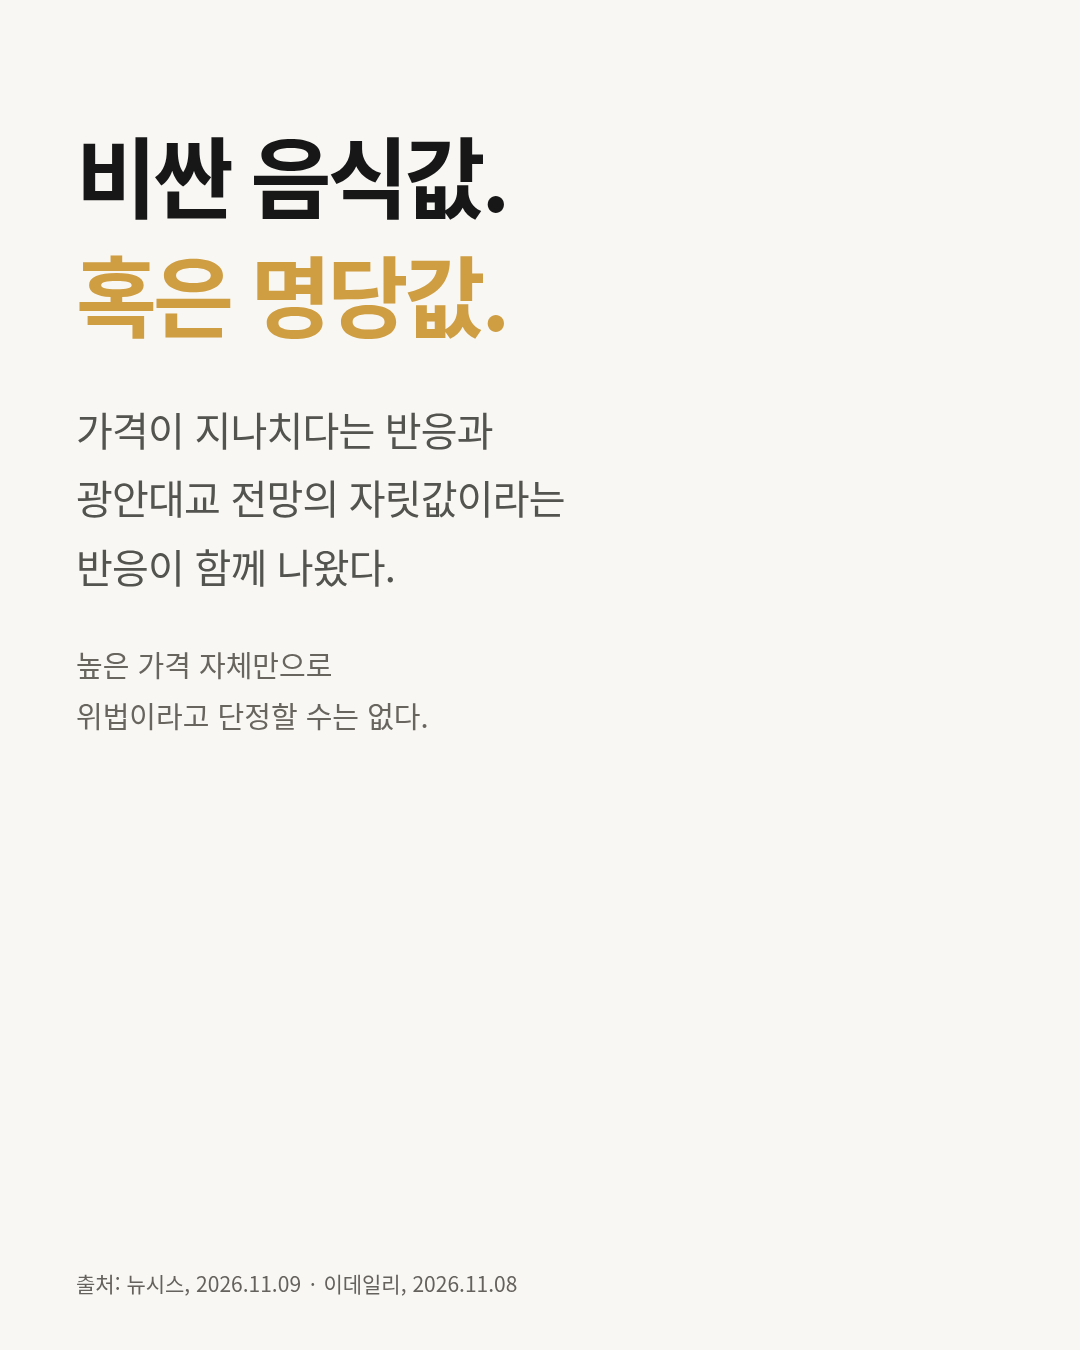 비싼 음식값.
혹은 명당값.
가격이 지나치다는 반응과
광안대교 전망의 자릿값이라는
반응이 함께 나왔다.
높은 가격 자체만으로
위법이라고 단정할 수는 없다.
출처: 뉴시스, 2026.11.09 · 이데일리, 2026.11.08